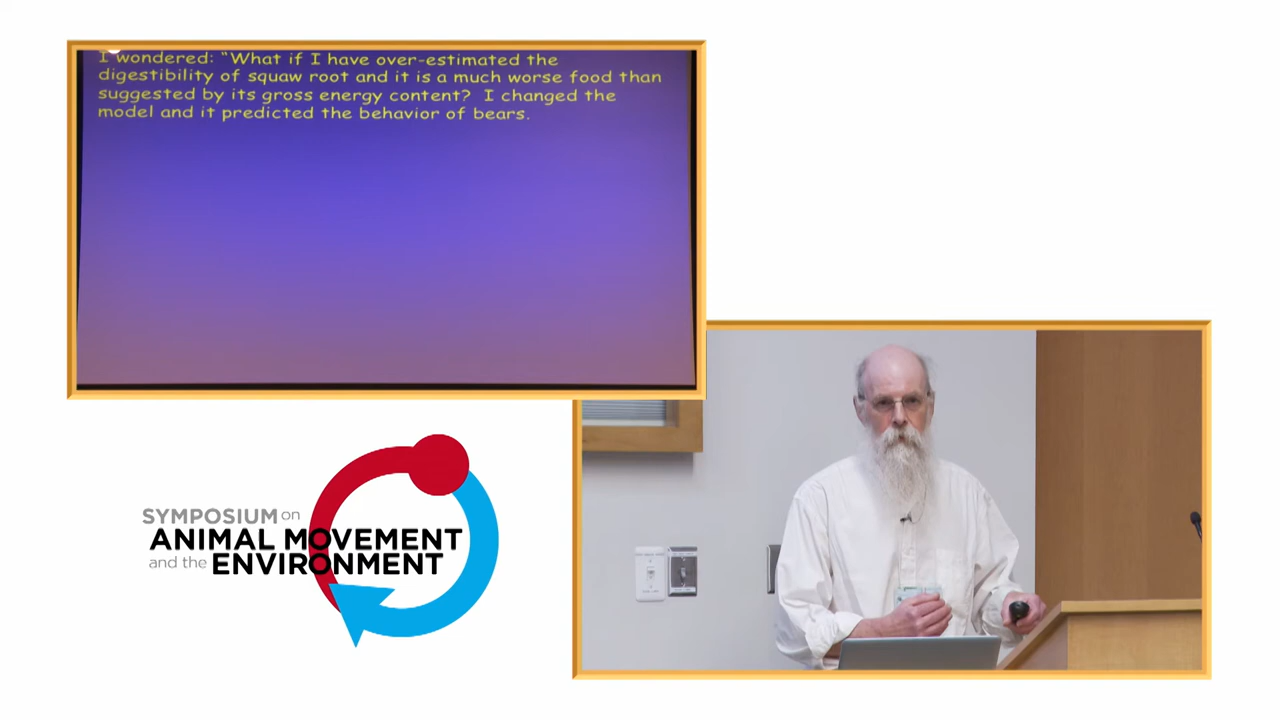 I wondered: "What if I have over-estimated the
digestibility of squaw root and it is a much worse food than
suggested by its gross energy content?  I changed the
model and it predicted the behavior of bears.
SYMPOSIUM on
ANIMAL MOVEMENT
and the ENVIRONMENT